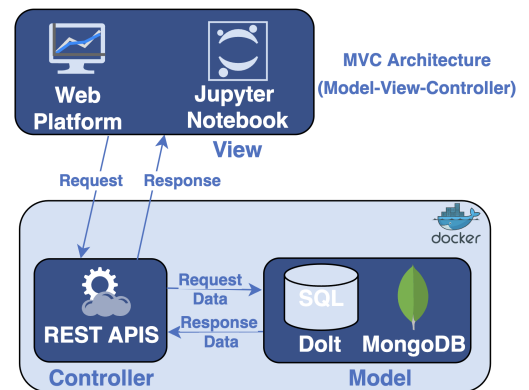 MVC Architecture
(Model-View-Controller)
Web
Platform
Jupyter
Notebook
View
Request
Response
docker
REST APIS
Request
Data
Response
Data
SQL
Dolt
MongoDB
Controller
Model